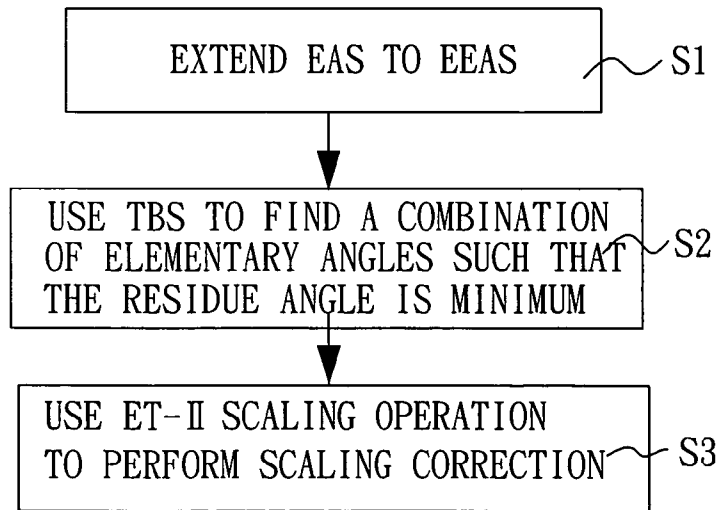 EXTEND EAS TO EEAS
S1
USE TBS TO FIND A COMBINATION
OF ELEMENTARY ANGLES SUCH THAT
THE RESIDUE ANGLE IS MINIMUM
S2
USE ET-Ⅱ SCALING OPERATION
TO PERFORM SCALING CORRECTION
S3